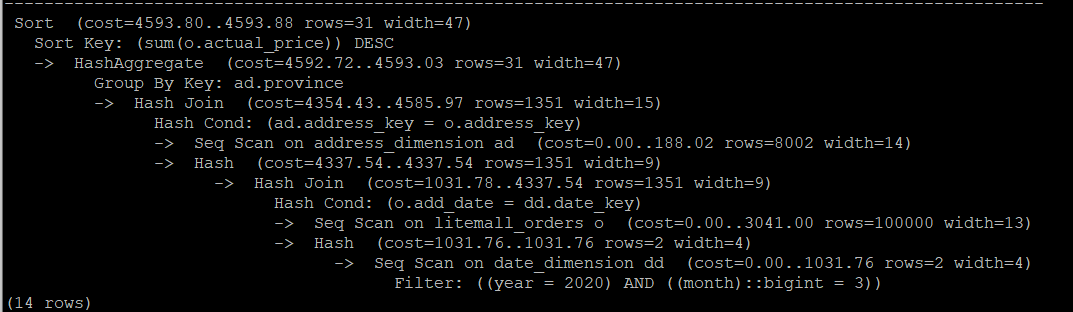 --------------------------------------------------------------------------------------------------------
Sort  (cost=4593.80..4593.88 rows=31 width=47)
  Sort Key: (sum(o.actual_price)) DESC
  ->  HashAggregate  (cost=4592.72..4593.03 rows=31 width=47)
        Group By Key: ad.province
        ->  Hash Join  (cost=4354.43..4585.97 rows=1351 width=15)
              Hash Cond: (ad.address_key = o.address_key)
              ->  Seq Scan on address_dimension ad  (cost=0.00..188.02 rows=8002 width=14)
              ->  Hash  (cost=4337.54..4337.54 rows=1351 width=9)
                    ->  Hash Join  (cost=1031.78..4337.54 rows=1351 width=9)
                          Hash Cond: (o.add_date = dd.date_key)
                          ->  Seq Scan on litemall_orders o  (cost=0.00..3041.00 rows=100000 width=13)
                          ->  Hash  (cost=1031.76..1031.76 rows=2 width=4)
                                ->  Seq Scan on date_dimension dd  (cost=0.00..1031.76 rows=2 width=4)
                                      Filter: ((year = 2020) AND ((month)::bigint = 3))
(14 rows)